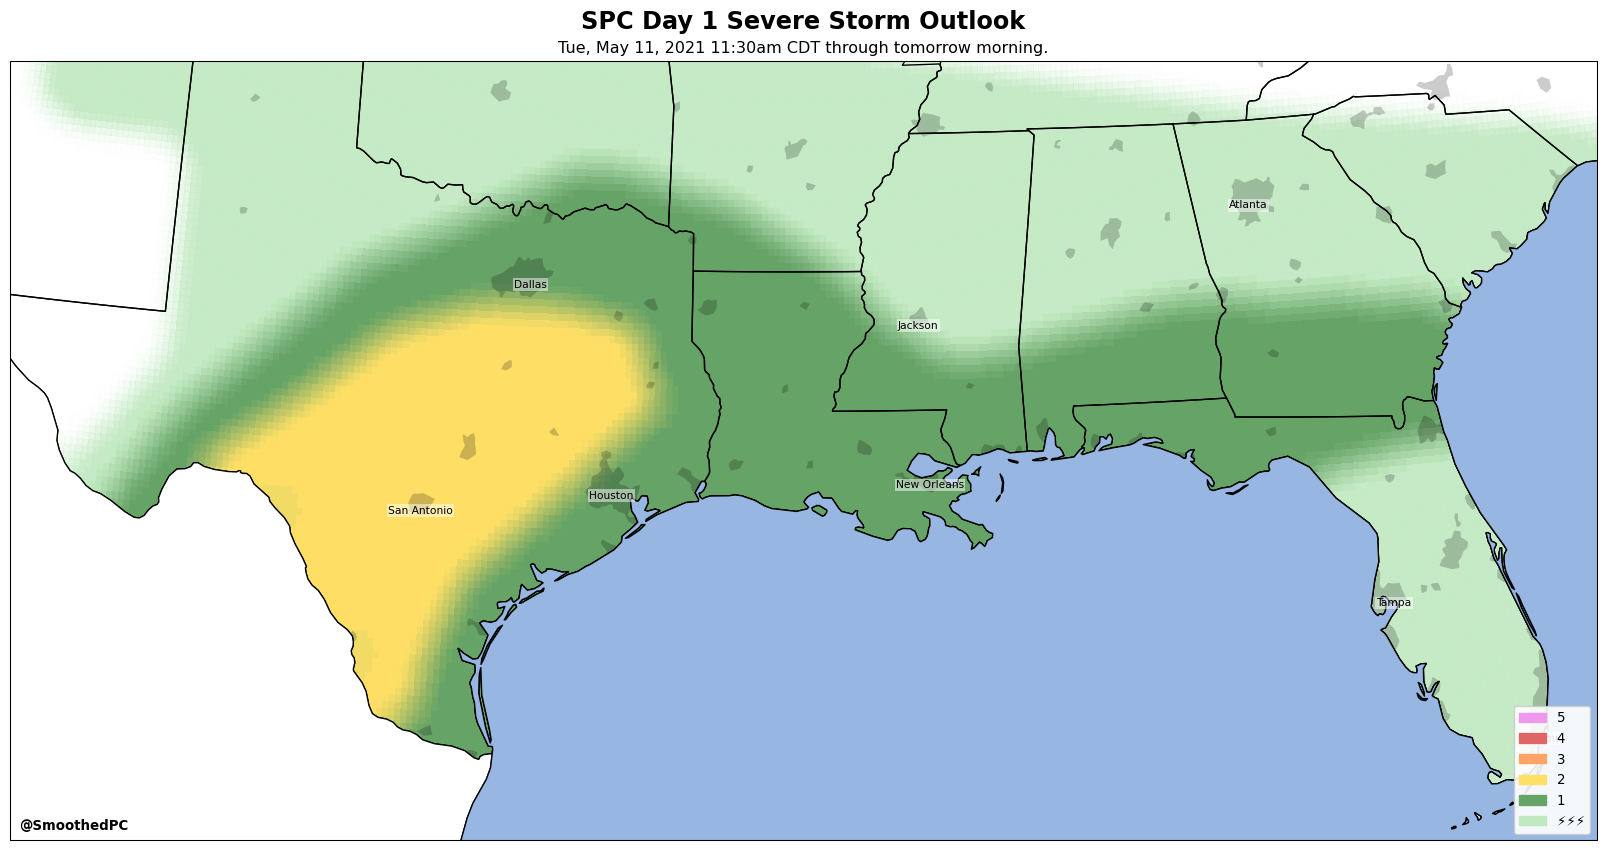 SPC Day 1 Severe Storm Outlook
Tue, May 11, 2021 11:30am CDT through tomorrow morning.
Atlanta
Dallas
Jackson
New Orleans
Houston
San Antonio
Tampa
5
4
3
2
1
⚡⚡⚡
@SmoothedPC